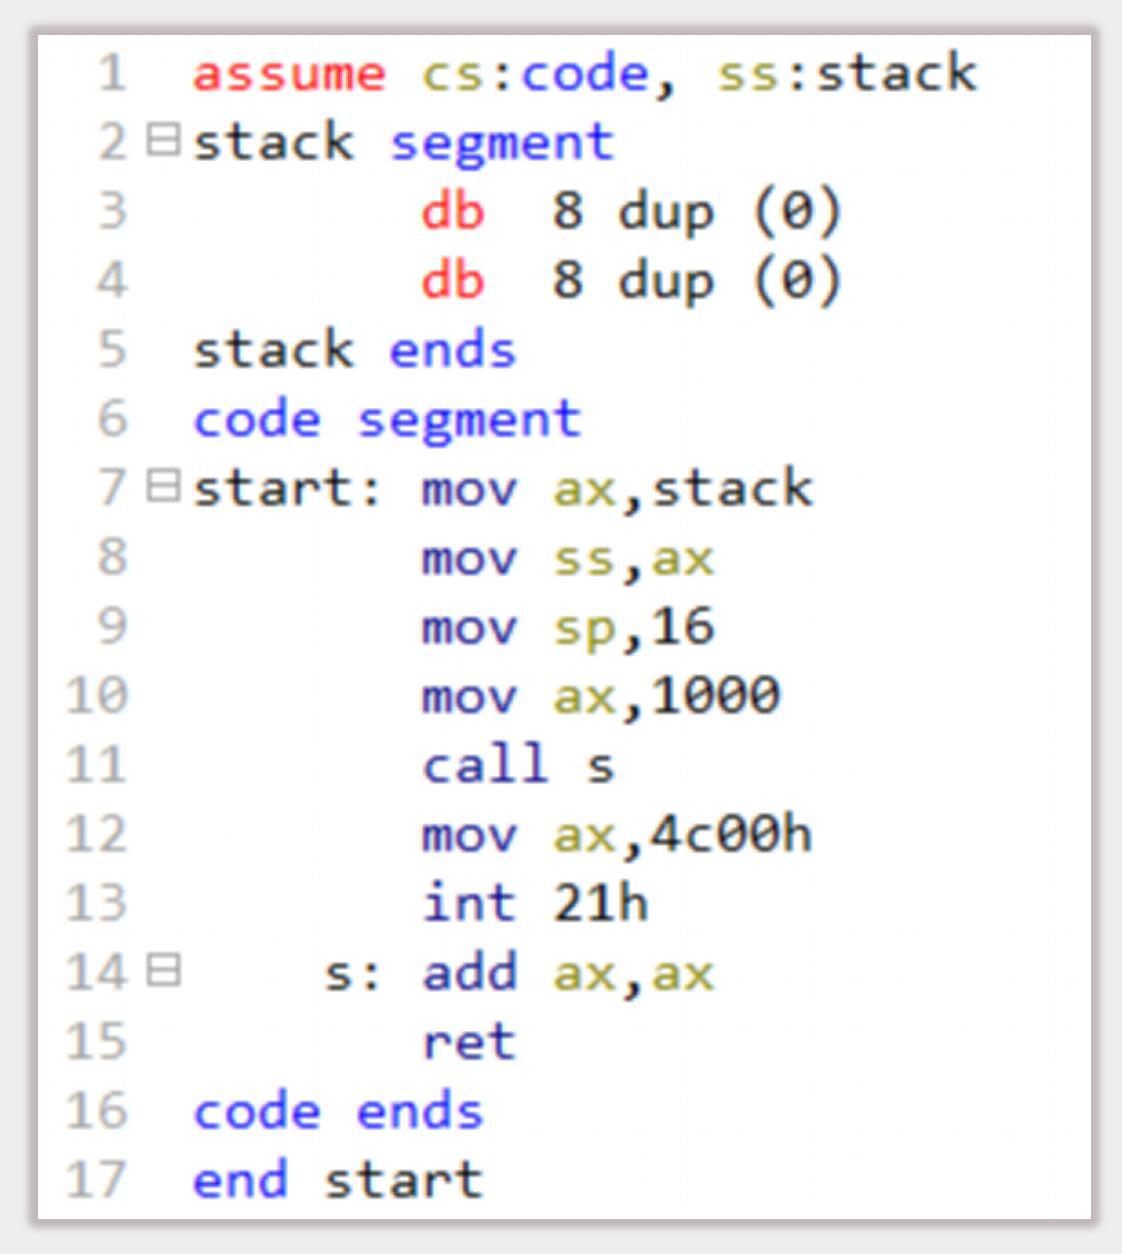 1 assume cs:code, ss:stack
2 stack segment
3 db 8 dup (0)
4 db 8 dup (0)
5 stack ends
6 code segment
7 start: mov ax,stack
8 mov ss,ax
9 mov sp,16
10 mov ax,1000
11 call s
12 mov ax,4c00h
13 int 21h
14 s: add ax,ax
15 ret
16 code ends
17 end start